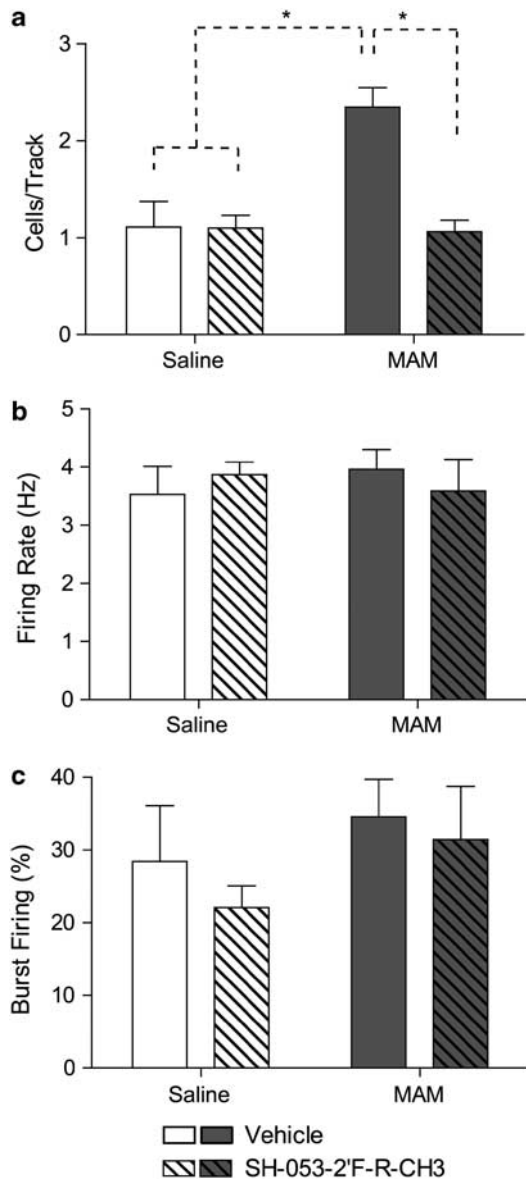 a
* *
3
2
1
0
Cells/Track
Saline MAM
b
5
4
3
2
1
0
Firing Rate (Hz)
Saline MAM
c
40
30
20
10
0
Burst Firing (%)
Saline MAM
Vehicle
SH-053-2'F-R-CH3